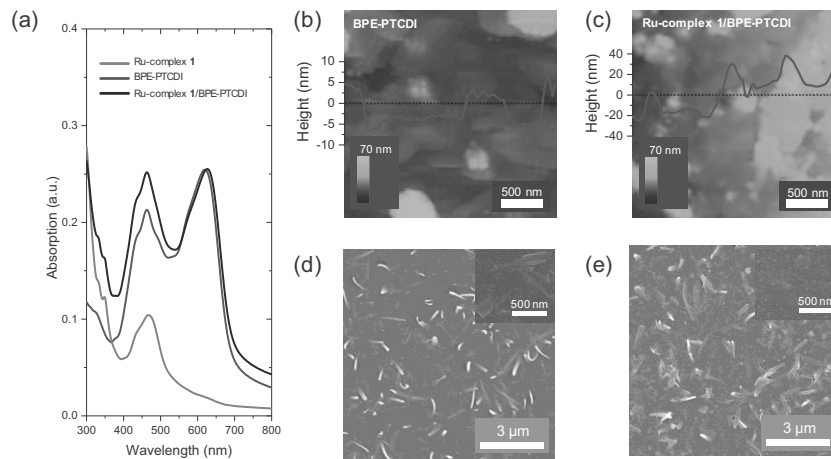 (a)
0.4
0.3
0.2
0.1
0.0
Absorption (a.u.)
Ru-complex 1
BPE-PTCDI
Ru-complex 1/BPE-PTCDI
300 400 500 600 700 800
Wavelength (nm)
(b)
BPE-PTCDI
Height (nm)
10
5
0
-5
-10
70 nm
500 nm
(c)
Ru-complex 1/BPE-PTCDI
Height (nm)
40
20
0
-20
-40
70 nm
500 nm
(d)
500 nm
3 µm
(e)
500 nm
3 µm